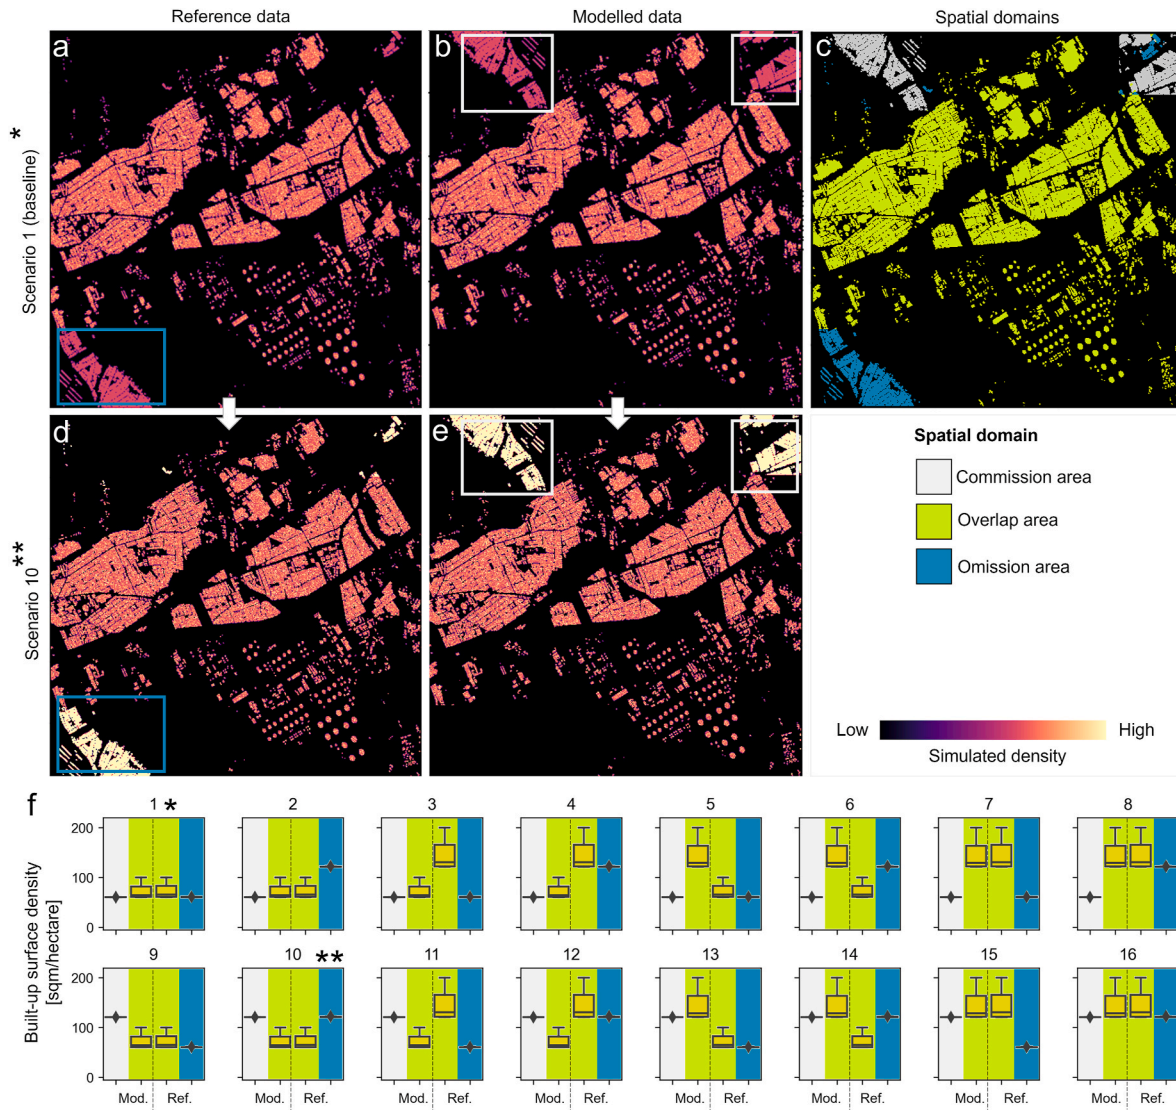 Reference data
Modelled data
Spatial domains
a
b
c
Scenario 1 (baseline) *
d
e
Scenario 10 **
Spatial domain
Commission area
Overlap area
Omission area
Low
High
Simulated density
f
1 *
2
3
4
5
6
7
8
Built-up surface density
[sqm/hectare]
200
100
0
9
10 **
11
12
13
14
15
16
200
100
0
Mod. Ref.
Mod. Ref.
Mod. Ref.
Mod. Ref.
Mod. Ref.
Mod. Ref.
Mod. Ref.
Mod. Ref.